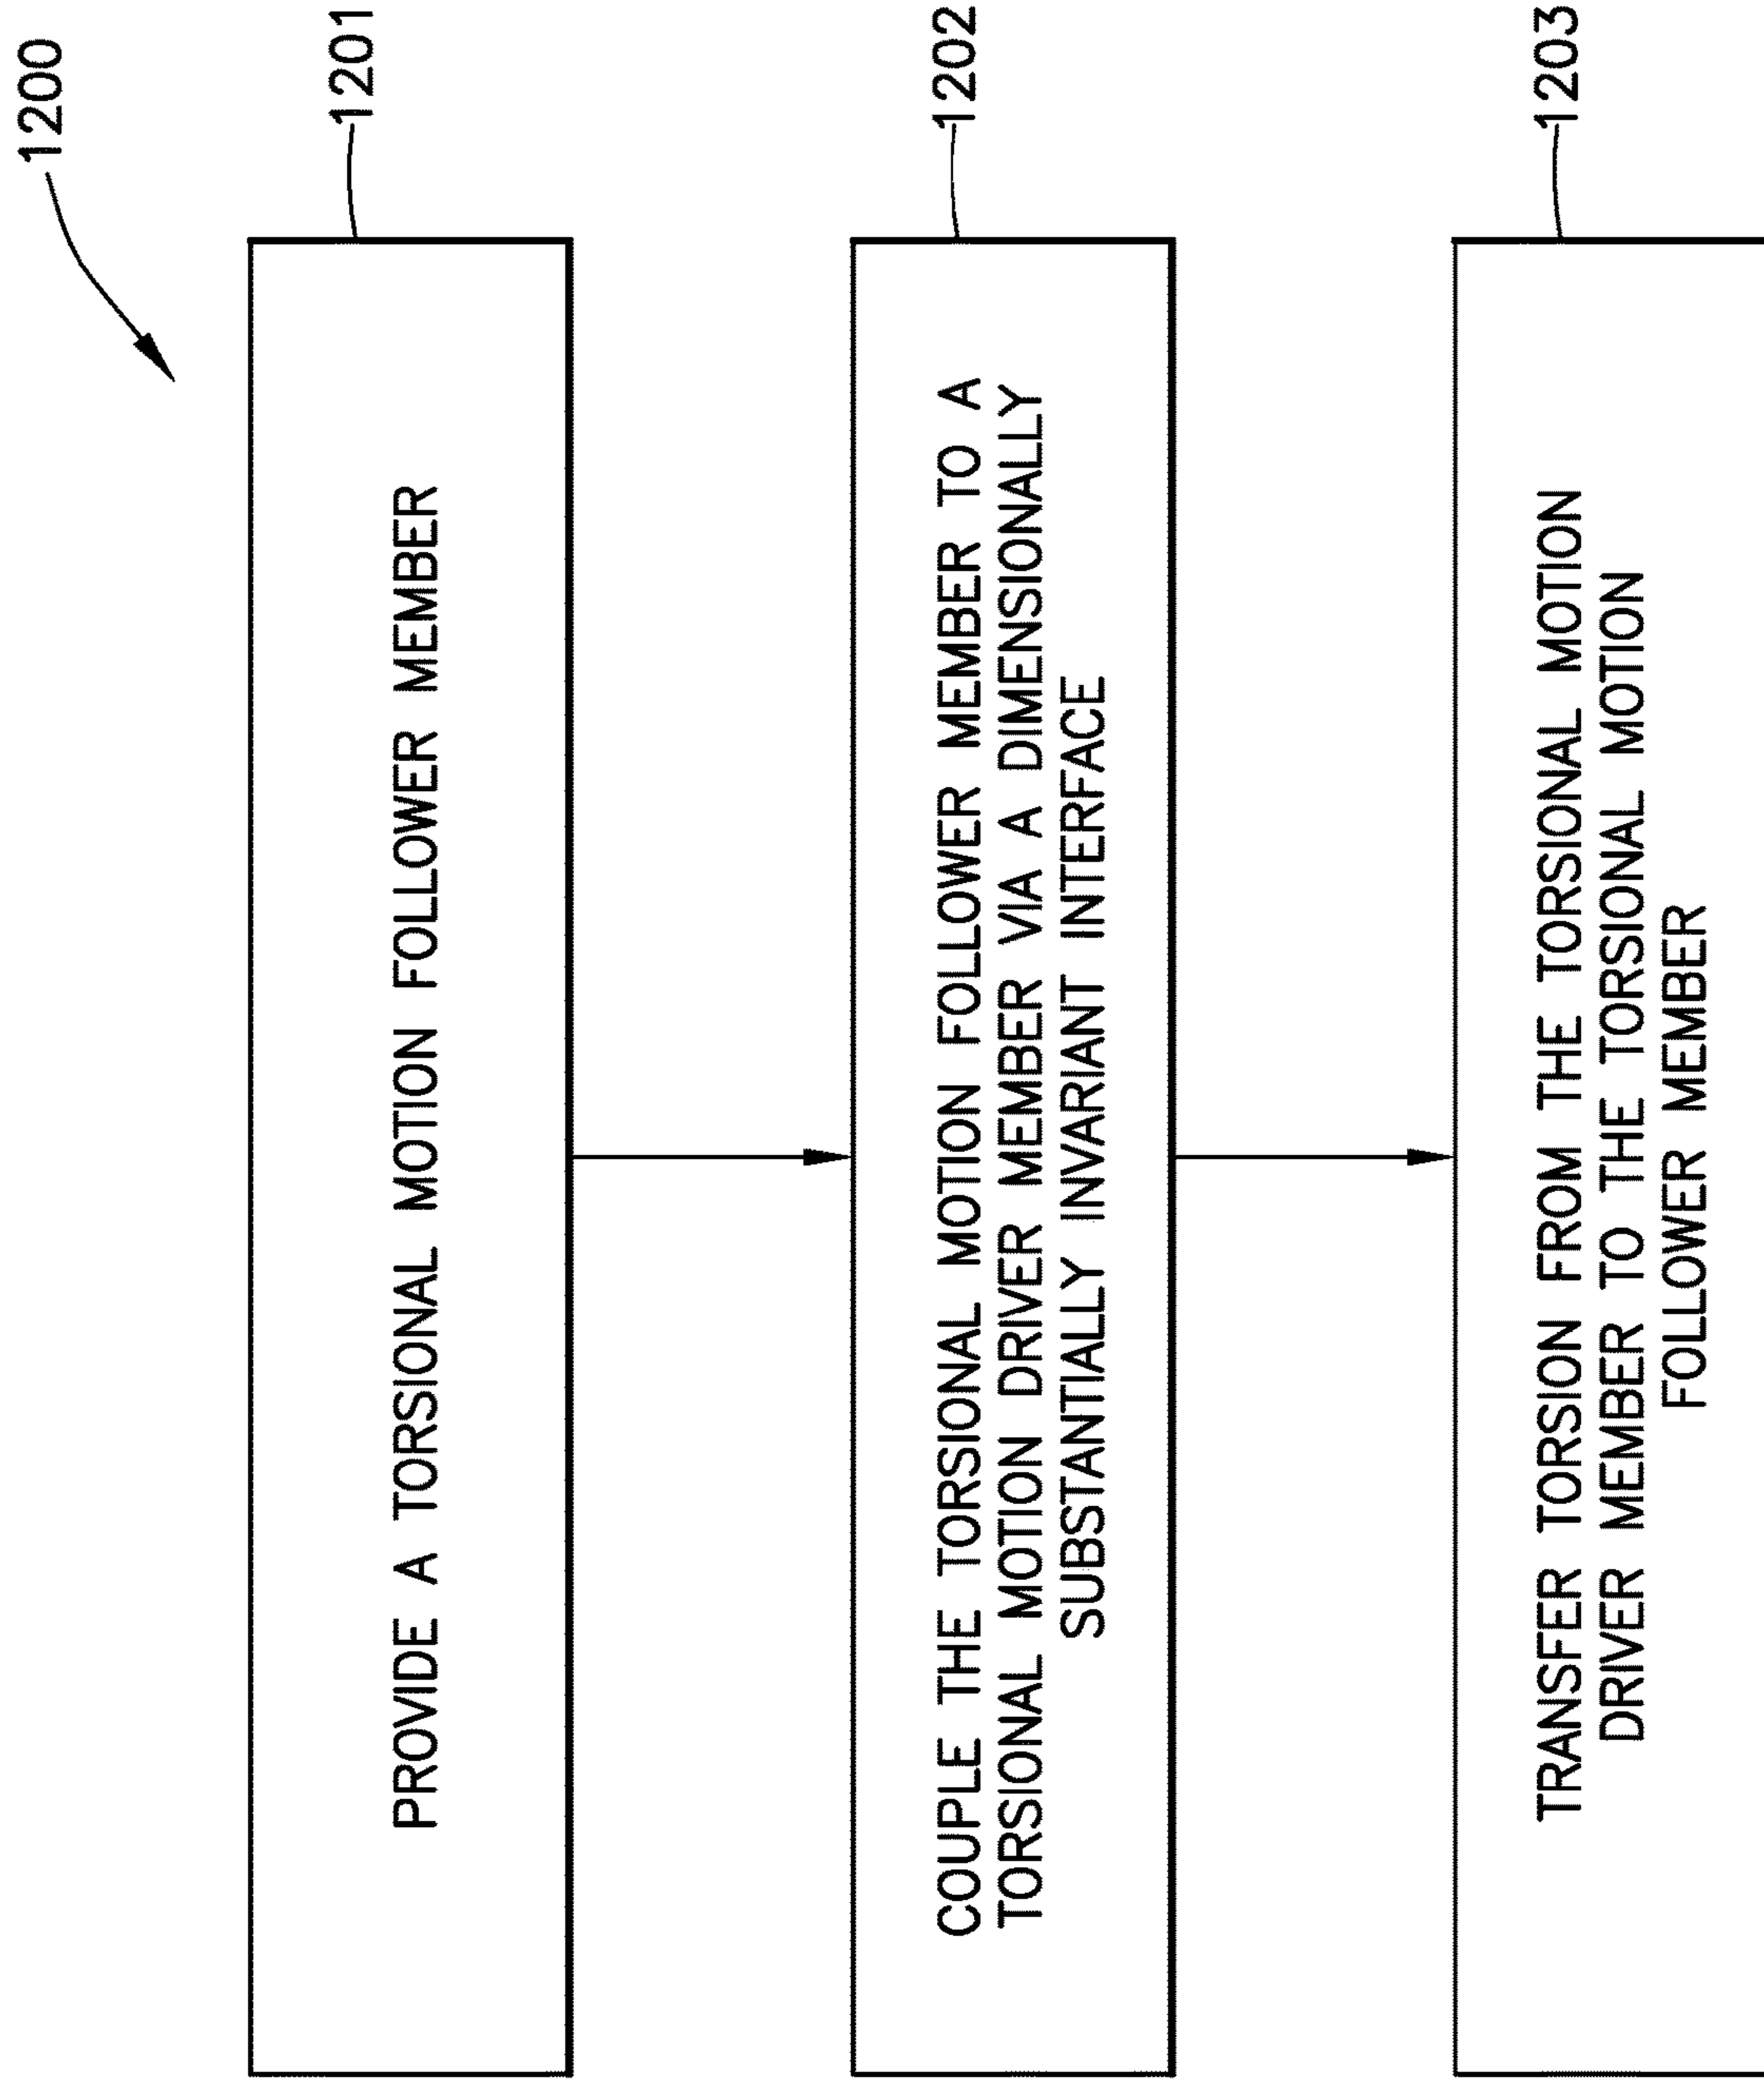 1200
1201
PROVIDE A TORSIONAL MOTION FOLLOWER MEMBER
1202
COUPLE THE TORSIONAL MOTION FOLLOWER MEMBER TO A
TORSIONAL MOTION DRIVER MEMBER VIA A DIMENSIONALLY
SUBSTANTIALLY INVARIANT INTERFACE
1203
TRANSFER TORSION FROM THE TORSIONAL MOTION
DRIVER MEMBER TO THE TORSIONAL MOTION
FOLLOWER MEMBER